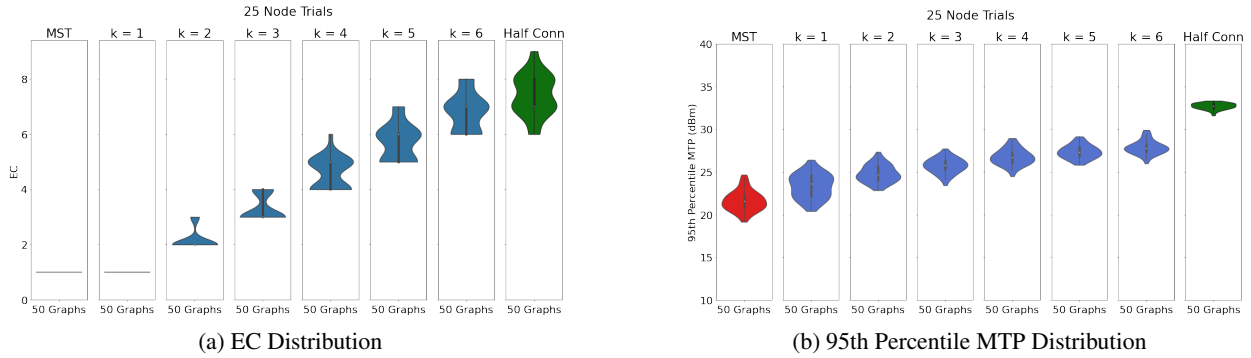 25 Node Trials
MST k = 1 k = 2 k = 3 k = 4 k = 5 k = 6 Half Conn
8
6
4
2
0
EC
50 Graphs 50 Graphs 50 Graphs 50 Graphs 50 Graphs 50 Graphs 50 Graphs 50 Graphs
(a) EC Distribution
25 Node Trials
MST k = 1 k = 2 k = 3 k = 4 k = 5 k = 6 Half Conn
40
35
30
25
20
15
10
95th Percentile MTP (dBm)
50 Graphs 50 Graphs 50 Graphs 50 Graphs 50 Graphs 50 Graphs 50 Graphs 50 Graphs
(b) 95th Percentile MTP Distribution